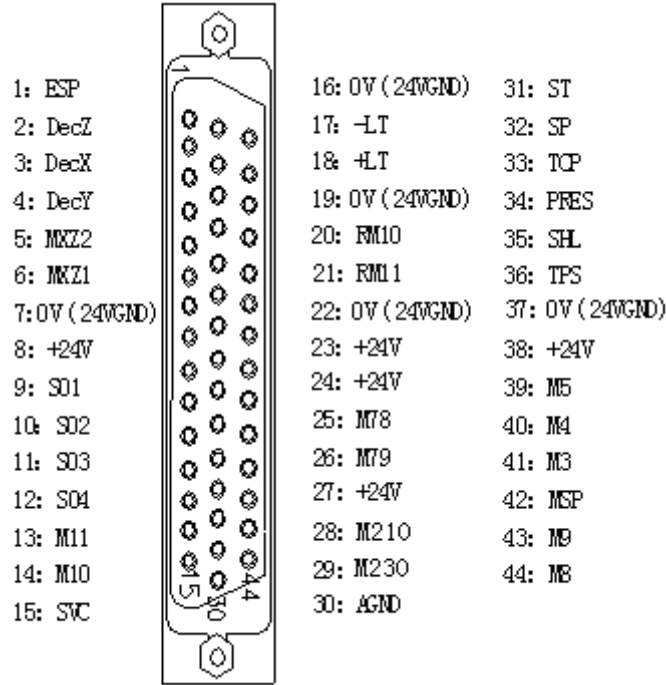 1: ESP
2: DecZ
3: DecX
4: DecY
5: MXZ2
6: MXZ1
7:0V(24VGND)
8: +24V
9: S01
10: S02
11: S03
12: S04
13: M11
14: M10
15: SVC
1
15
30
44
16:0V(24VGND)
17: -LT
18: +LT
19:0V(24VGND)
20: RM10
21: RM11
22:0V(24VGND)
23: +24V
24: +24V
25: M78
26: M79
27: +24V
28: M210
29: M230
30: AGND
31: ST
32: SP
33: TCP
34: PRES
35: SHL
36: TPS
37: 0V(24VGND)
38: +24V
39: M5
40: M4
41: M3
42: MSP
43: M9
44: M8